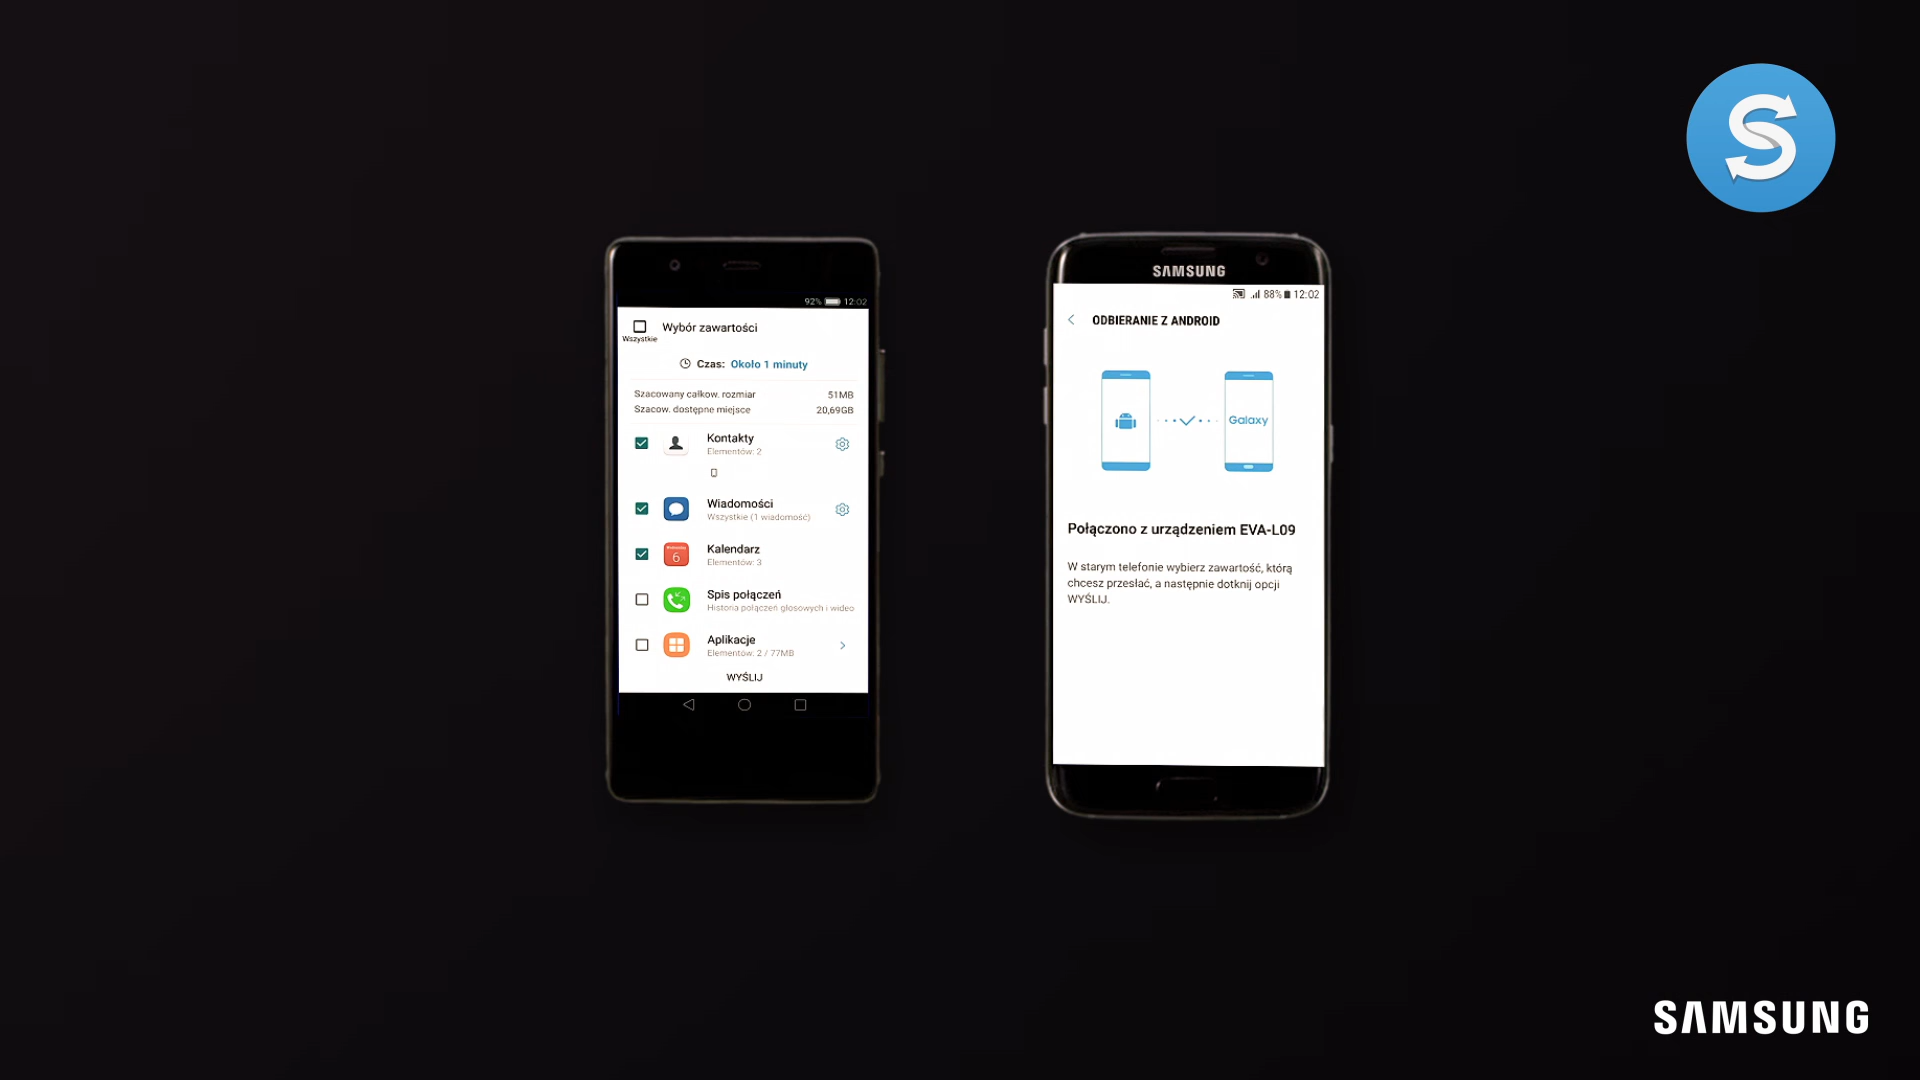 92% 12:02
Wybór zawartości
Wszystkie
Czas: Około 1 minuty
Szacowany całkow. rozmiar 51MB
Szacow. dostępne miejsce 20,69GB
Kontakty
Elementów: 2
Wiadomości
Wszystkie (1 wiadomość)
6
Kalendarz
Elementów: 3
Spis połączeń
Historia połączeń głosowych i wideo
Aplikacje
Elementów: 2 / 77MB
WYŚLIJ
SAMSUNG
88% 12:02
ODBIERANIE Z ANDROID
Galaxy
Połączono z urządzeniem EVA-L09
W starym telefonie wybierz zawartość, którą
chcesz przesłać, a następnie dotknij opcji
WYŚLIJ.
S
SAMSUNG